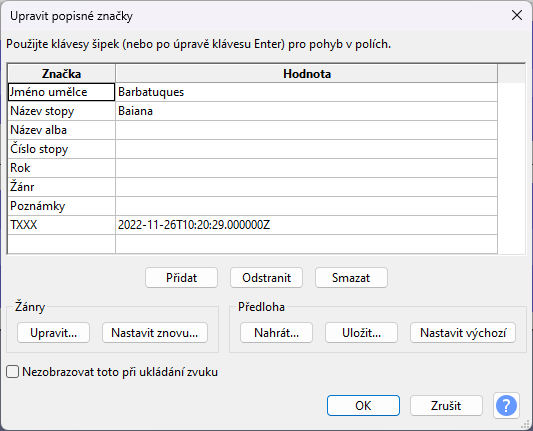 Upravit popisné značky
Použijte klávesy šipek (nebo po úpravě klávesu Enter) pro pohyb v polích.
Značka Hodnota
Jméno umělce Barbatuques
Název stopy Baiana
Název alba
Číslo stopy
Rok
Žánr
Poznámky
TXXX 2022-11-26T10:20:29.000000Z
Přidat Odstranit Smazat
Žánry Předloha
Upravit... Nastavit znovu... Nahrát... Uložit... Nastavit výchozí
Nezobrazovat toto při ukládání zvuku
OK Zrušit ?